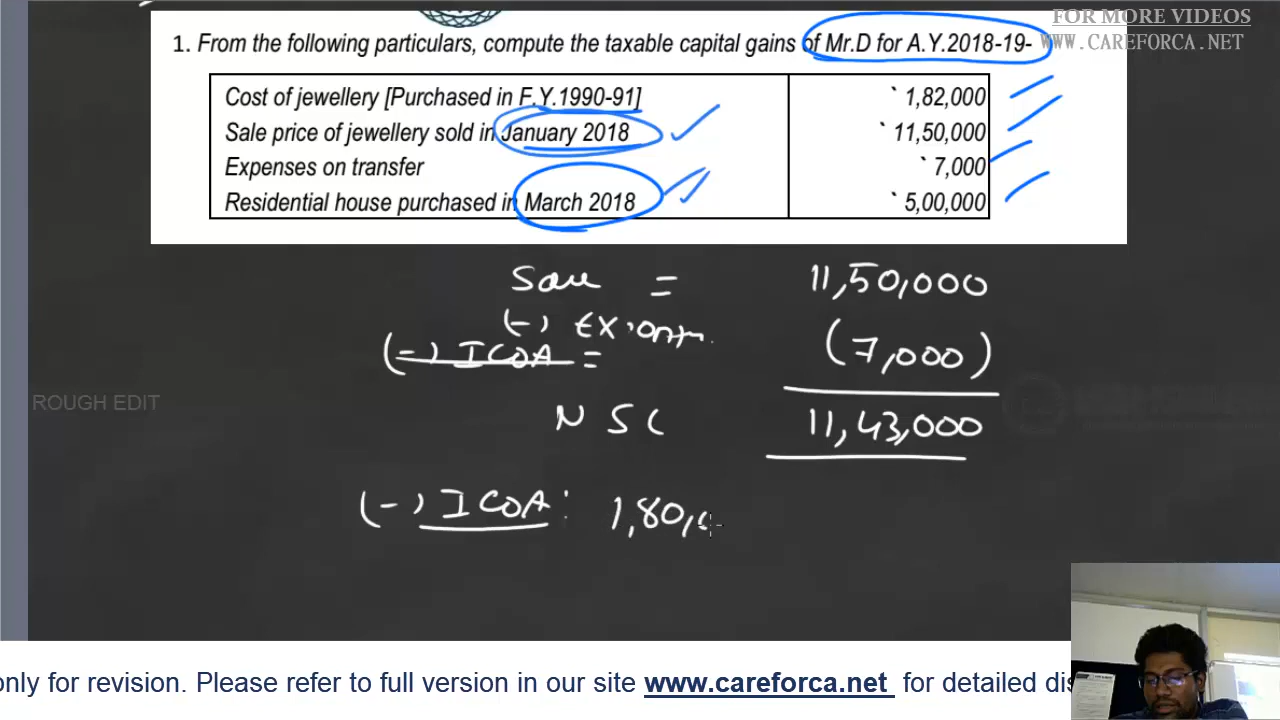 FOR MORE VIDEOS
WWW.CAREFORCA.NET
1. From the following particulars, compute the taxable capital gains of Mr.D for A.Y.2018-19-
Cost of jewellery [Purchased in F.Y.1990-91] ` 1,82,000
Sale price of jewellery sold in January 2018 ` 11,50,000
Expenses on transfer ` 7,000
Residential house purchased in March 2018 ` 5,00,000
= 11,50,000
(-) (7,000)
(-) ICOA =
NSC 11,43,000
ROUGH EDIT
(-) ICOA : 1,80,
only for revision. Please refer to full version in our site www.careforca.net for detailed dis